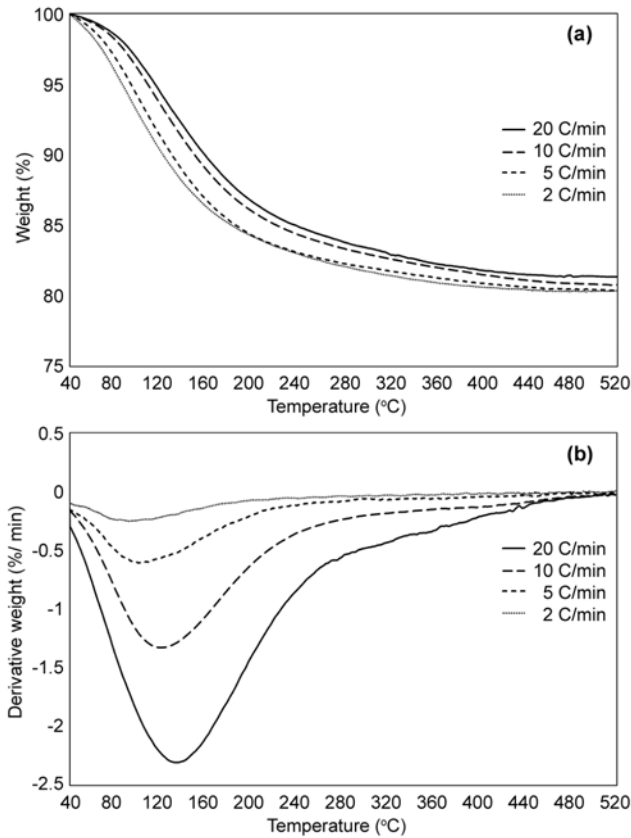 100
95
90
85
80
75
Weight (%)
(a)
20 C/min
10 C/min
5 C/min
2 C/min
40 80 120 160 200 240 280 320 360 400 440 480 520
Temperature (°C)
0.5
0
-0.5
-1
-1.5
-2
-2.5
Derivative weight (%/ min)
(b)
20 C/min
10 C/min
5 C/min
2 C/min
40 80 120 160 200 240 280 320 360 400 440 480 520
Temperature (°C)